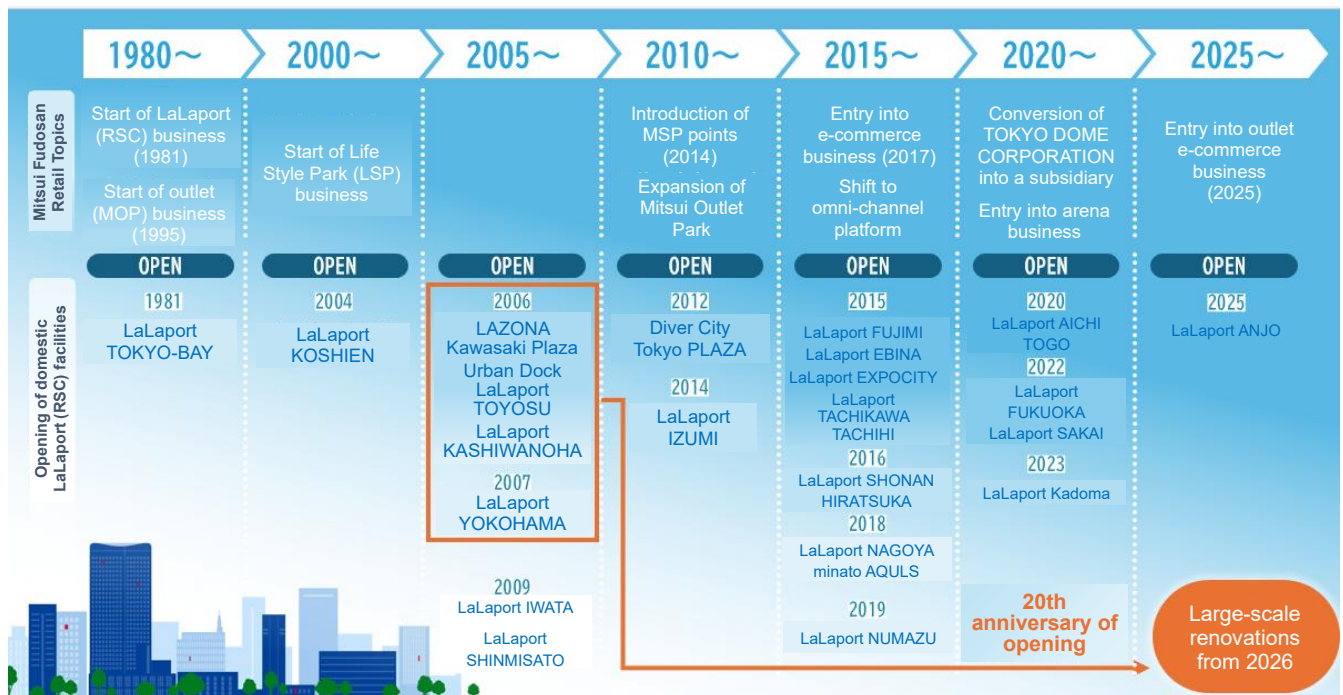 1980～
2000～
2005～
2010～
2015～
2020～
2025～
Mitsui Fudosan
Retail Topics
Start of LaLaport
(RSC) business
(1981)
Start of outlet
(MOP) business
(1995)
Start of Life
Style Park (LSP)
business
Introduction of
MSP points
(2014)
Expansion of
Mitsui Outlet
Park
Entry into
e-commerce
business (2017)
Shift to
omni-channel
platform
Conversion of
TOKYO DOME
CORPORATION
into a subsidiary
Entry into arena
business
Entry into outlet
e-commerce
business
(2025)
Opening of domestic
LaLaport (RSC) facilities
OPEN
1981
LaLaport
TOKYO-BAY
OPEN
2004
LaLaport
KOSHIEN
OPEN
2006
LAZONA
Kawasaki Plaza
Urban Dock
LaLaport
TOYOSU
LaLaport
KASHIWANOHA
2007
LaLaport
YOKOHAMA
2009
LaLaport IWATA
LaLaport
SHINMISATO
OPEN
2012
Diver City
Tokyo PLAZA
2014
LaLaport
IZUMI
OPEN
2015
LaLaport FUJIMI
LaLaport EBINA
LaLaport EXPOCITY
LaLaport
TACHIKAWA
TACHIHI
2016
LaLaport SHONAN
HIRATSUKA
2018
LaLaport NAGOYA
minato AQULS
2019
LaLaport NUMAZU
OPEN
2020
LaLaport AICHI
TOGO
2022
LaLaport
FUKUOKA
LaLaport SAKAI
2023
LaLaport Kadoma
20th
anniversary of
opening
OPEN
2025
LaLaport ANJO
Large-scale
renovations
from 2026